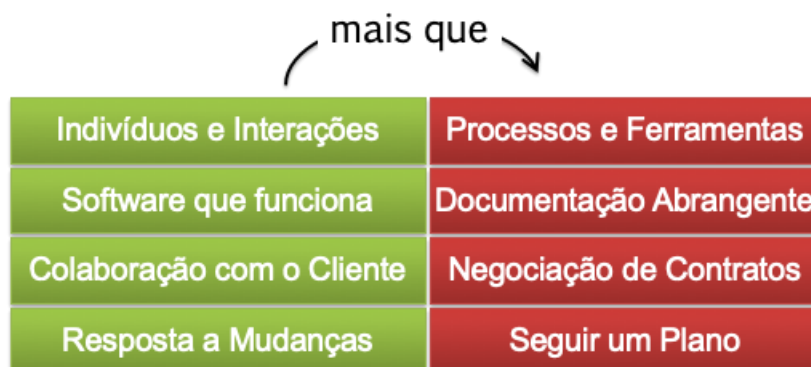 mais que
Indivíduos e Interações
Processos e Ferramentas
Software que funciona
Documentação Abrangente
Colaboração com o Cliente
Negociação de Contratos
Resposta a Mudanças
Seguir um Plano